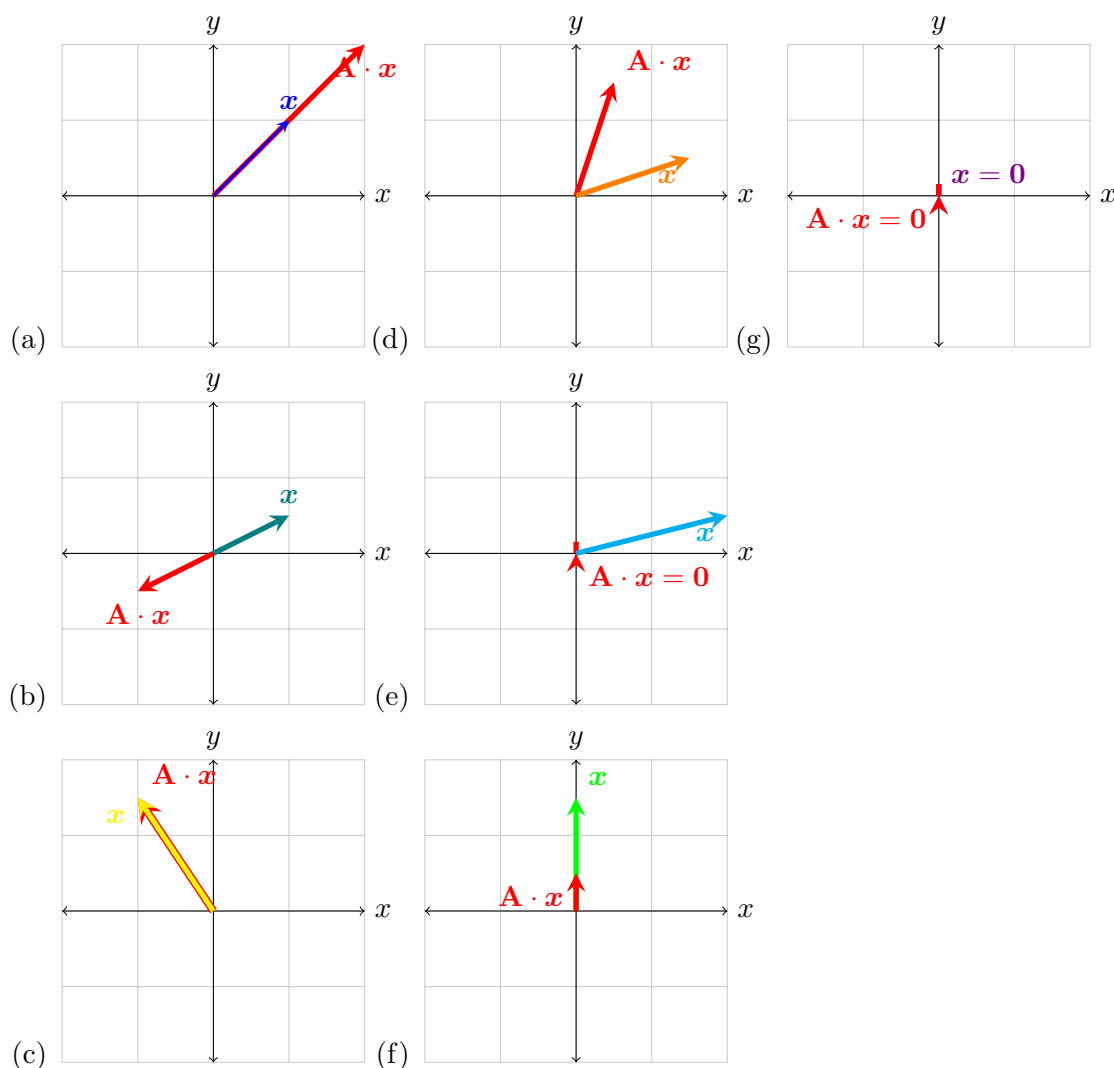 y
A · x
x
x
(a)
y
A · x
x
x
(d)
y
x = 0
x
A · x = 0
(g)
y
x
x
A · x
(b)
y
x
x
A · x = 0
(e)
y
A · x
x
x
(c)
y
x
A · x
x
(f)